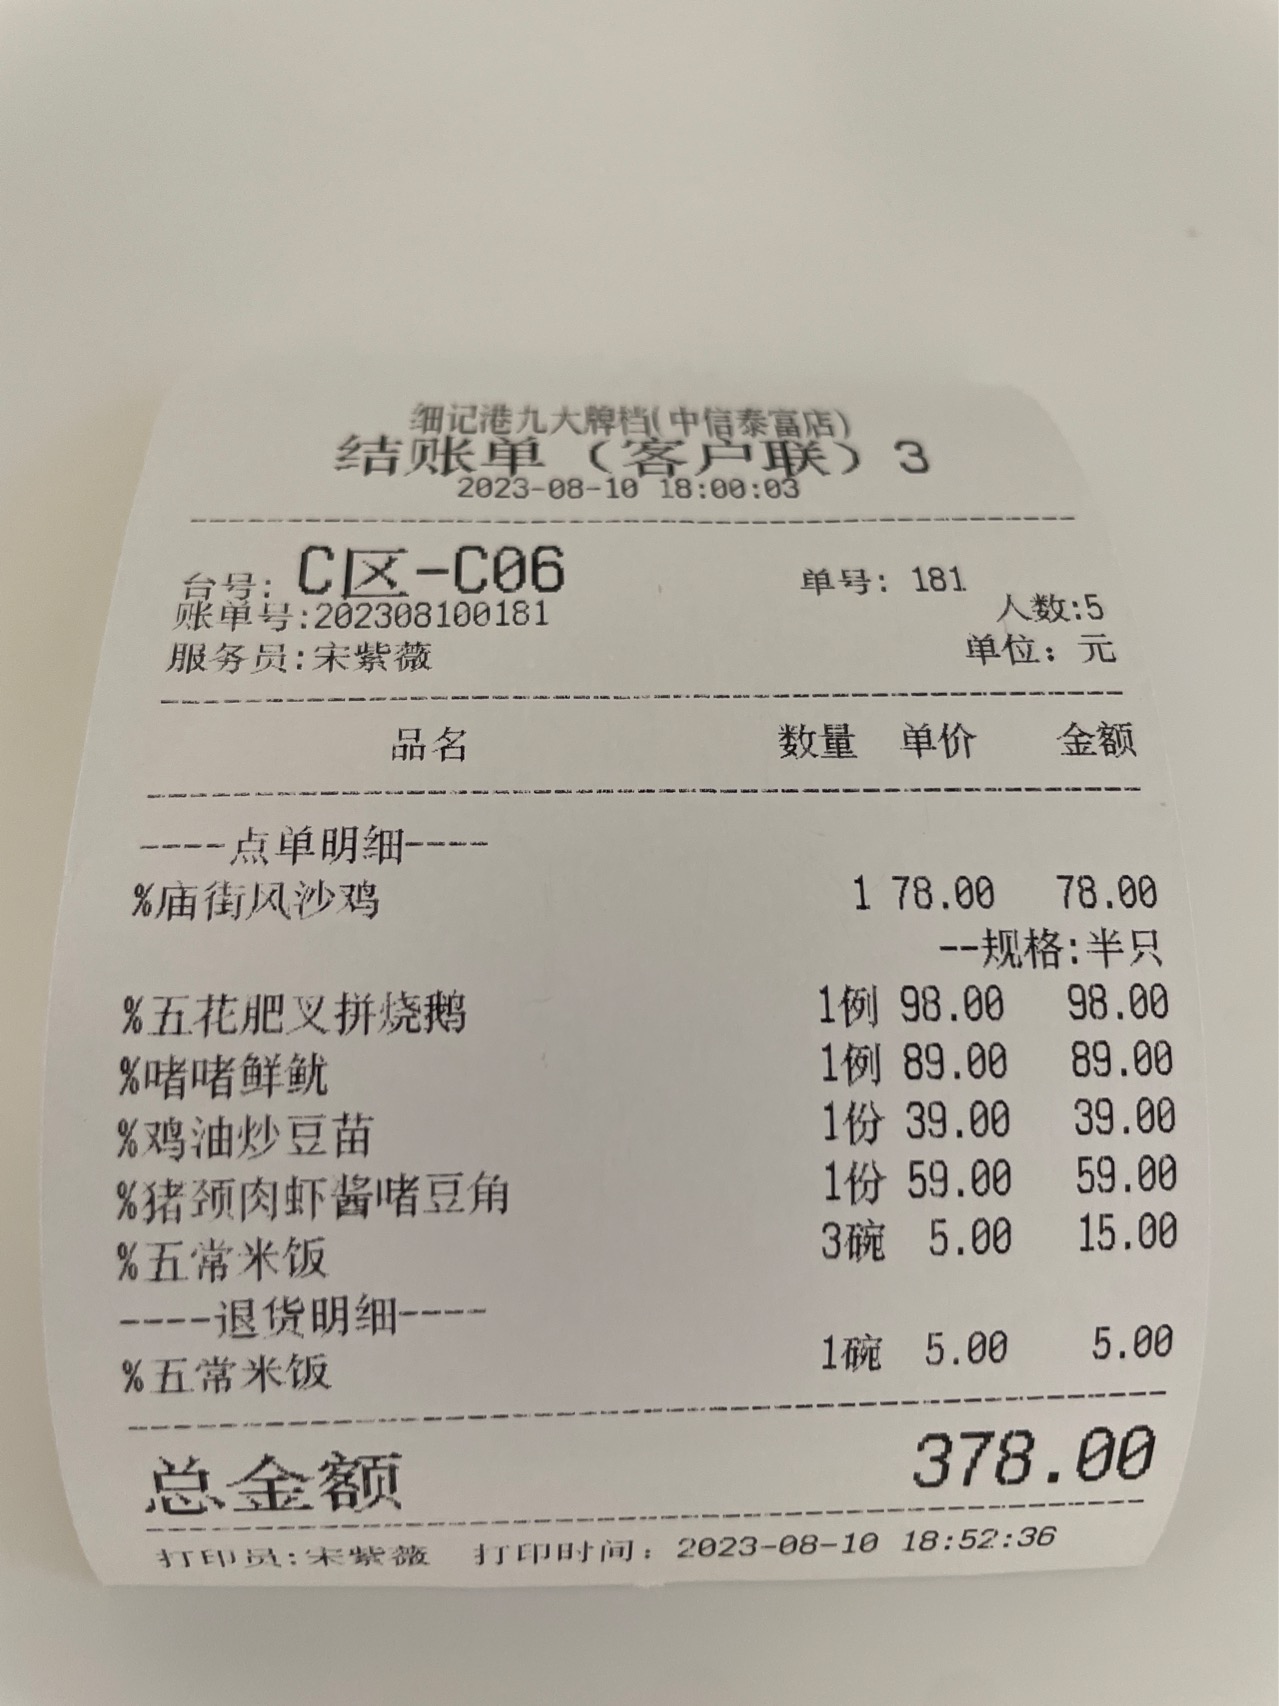 细记港九大牌档(中信泰富店)
结账单（客户联）3
2023-08-10 18:00:03
台号: C区-C06 单号: 181
账单号:202308100181 人数:5
服务员:宋紫薇 单位: 元
品名 数量 单价 金额
----点单明细----
%庙街风沙鸡 1 78.00 78.00
--规格:半只
%五花肥叉拼烧鹅 1例 98.00 98.00
%啫啫鲜鱿 1例 89.00 89.00
%鸡油炒豆苗 1份 39.00 39.00
%猪颈肉虾酱啫豆角 1份 59.00 59.00
%五常米饭 3碗 5.00 15.00
----退货明细----
%五常米饭 1碗 5.00 5.00
总金额 378.00
打印员:宋紫薇 打印时间: 2023-08-10 18:52:36